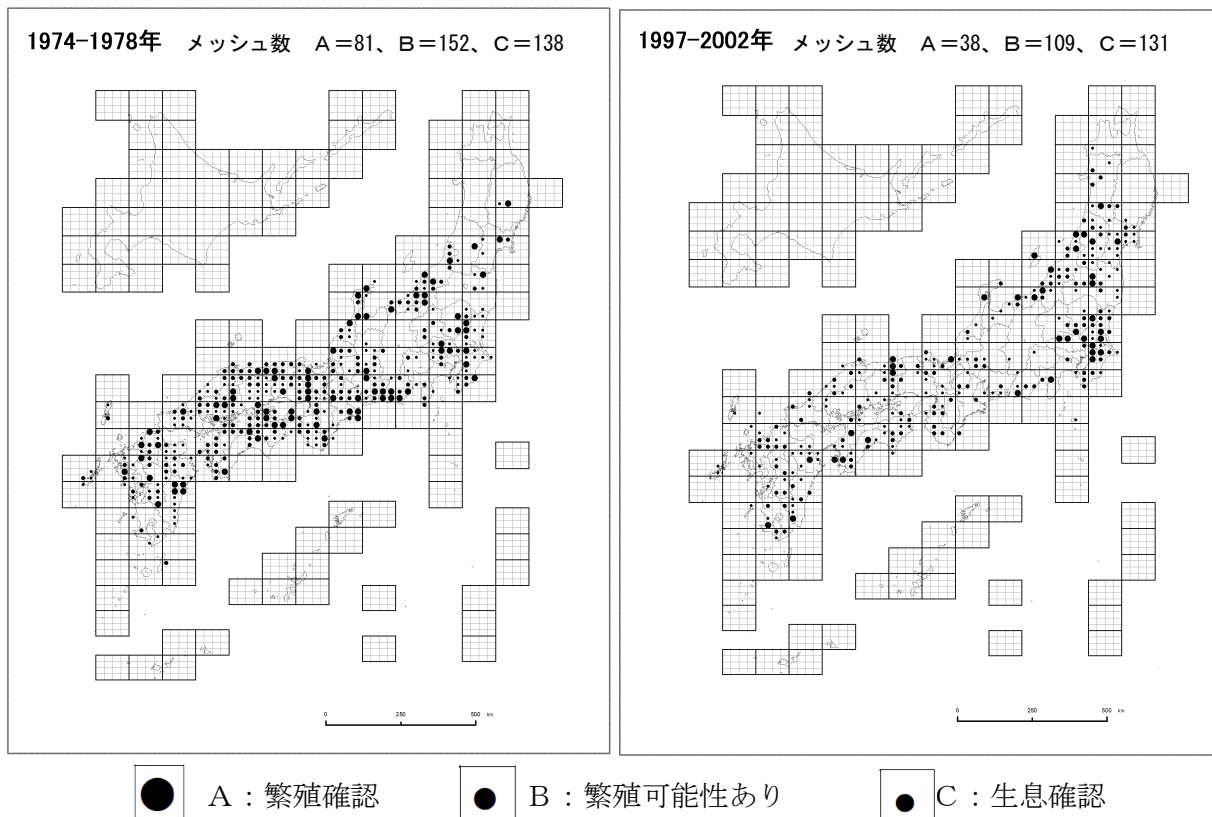 1974-1978年 メッシュ数 A=81、B=152、C=138
0 250 500 km
1997-2002年 メッシュ数 A=38、B=109、C=131
0 250 500 km
A:繁殖確認 B:繁殖可能性あり C:生息確認